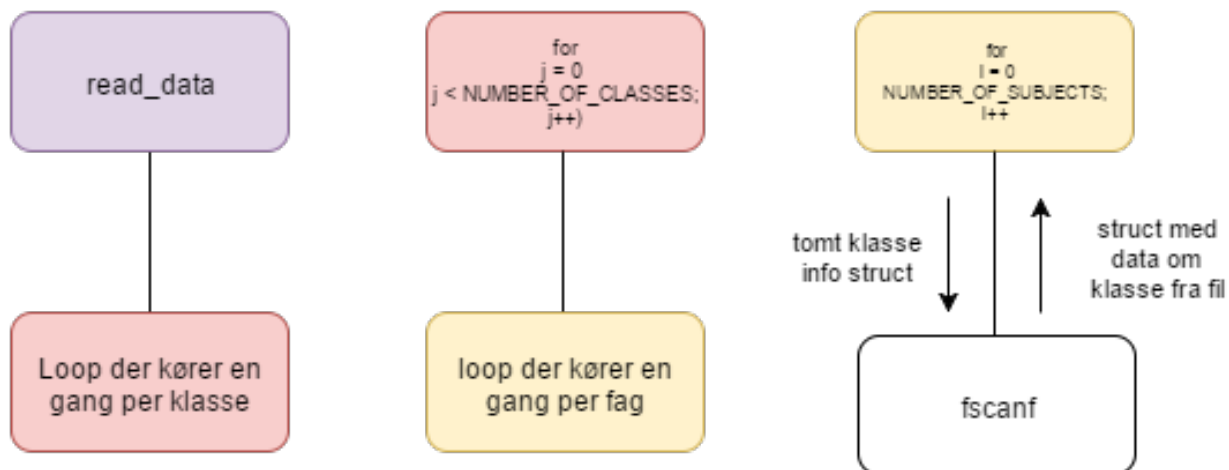 read_data
Loop der kører en
gang per klasse
for
j = 0
j < NUMBER_OF_CLASSES;
j++)
loop der kører en
gang per fag
for
l = 0
NUMBER_OF_SUBJECTS;
l++
tomt klasse
info struct
struct med
data om
klasse fra fil
fscanf